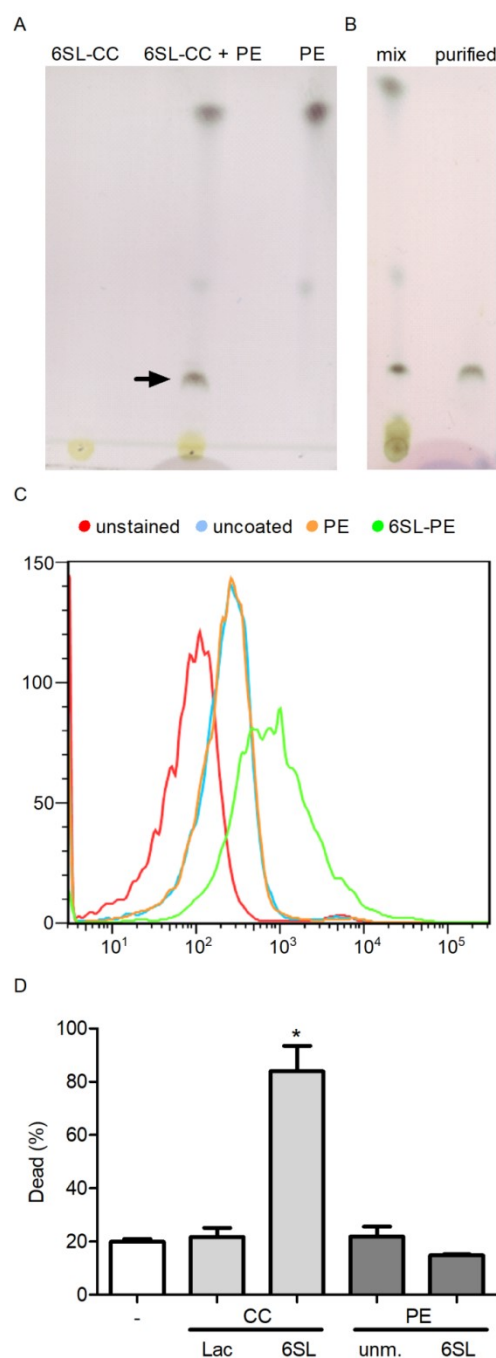 A
B
6SL-CC 6SL-CC + PE PE
mix purified
C
unstained uncoated PE 6SL-PE
150
100
50
0
10¹ 10² 10³ 10⁴ 10⁵
D
Dead (%)
100
80
60
40
20
0
*
- CC PE
Lac 6SL unm. 6SL